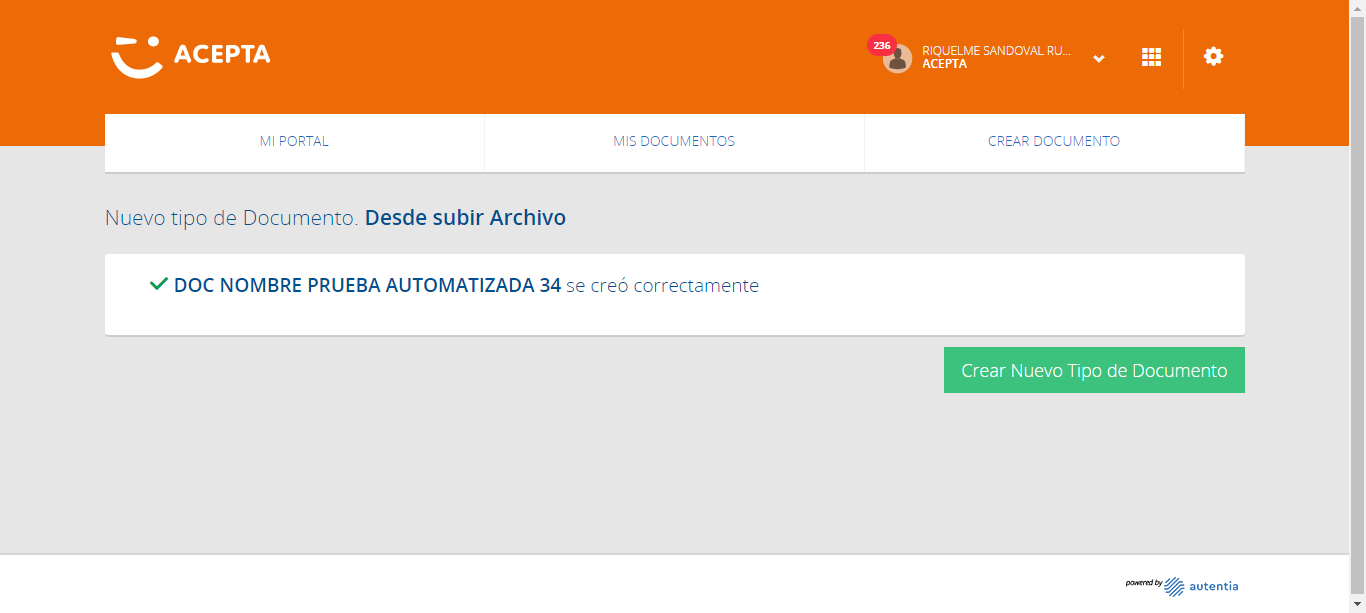 ACEPTA
236
RIQUELME SANDOVAL RU...
ACEPTA
MI PORTAL
MIS DOCUMENTOS
CREAR DOCUMENTO
Nuevo tipo de Documento. Desde subir Archivo
DOC NOMBRE PRUEBA AUTOMATIZADA 34 se creó correctamente
Crear Nuevo Tipo de Documento
powered by autentia